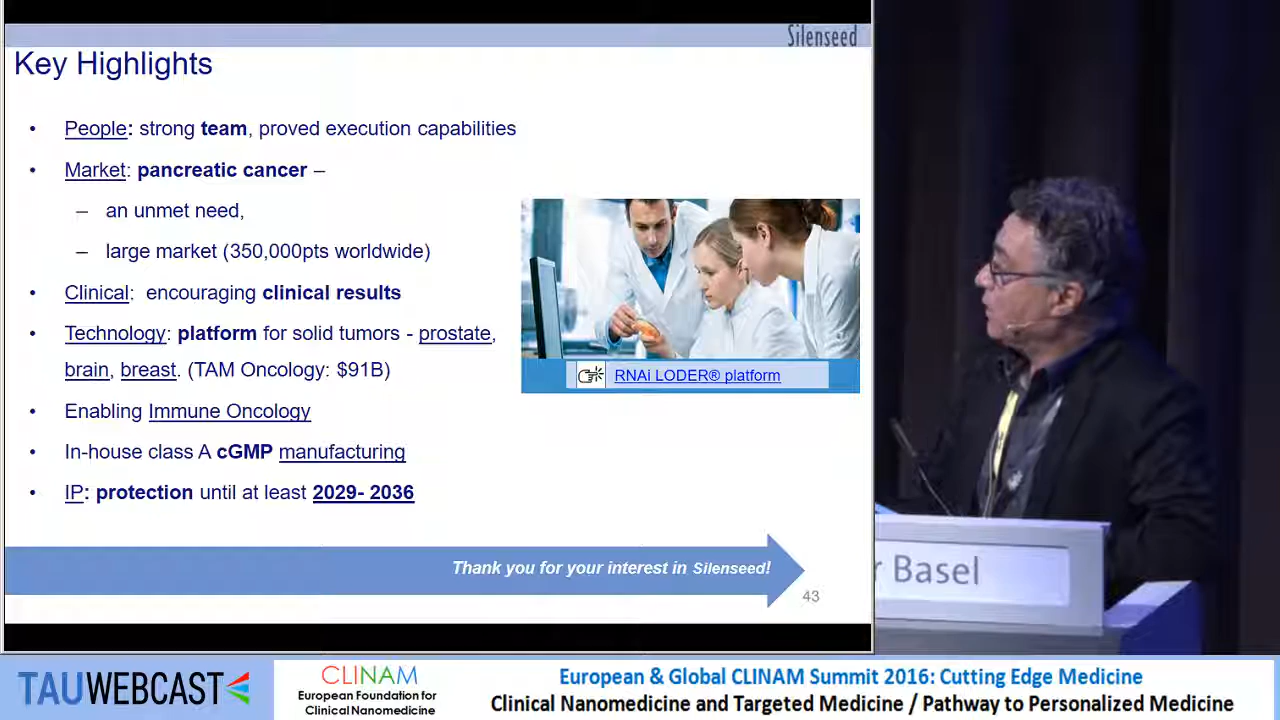 Silenseed
Key Highlights
• People: strong team, proved execution capabilities
• Market: pancreatic cancer –
– an unmet need,
– large market (350,000pts worldwide)
• Clinical: encouraging clinical results
• Technology: platform for solid tumors - prostate,
brain, breast. (TAM Oncology: $91B)
• Enabling Immune Oncology
• In-house class A cGMP manufacturing
• IP: protection until at least 2029- 2036
RNAi LODER® platform
Thank you for your interest in Silenseed!
43
r Basel
TAUWEBCAST
CLINAM
European Foundation for
Clinical Nanomedicine
European & Global CLINAM Summit 2016: Cutting Edge Medicine
Clinical Nanomedicine and Targeted Medicine / Pathway to Personalized Medicine